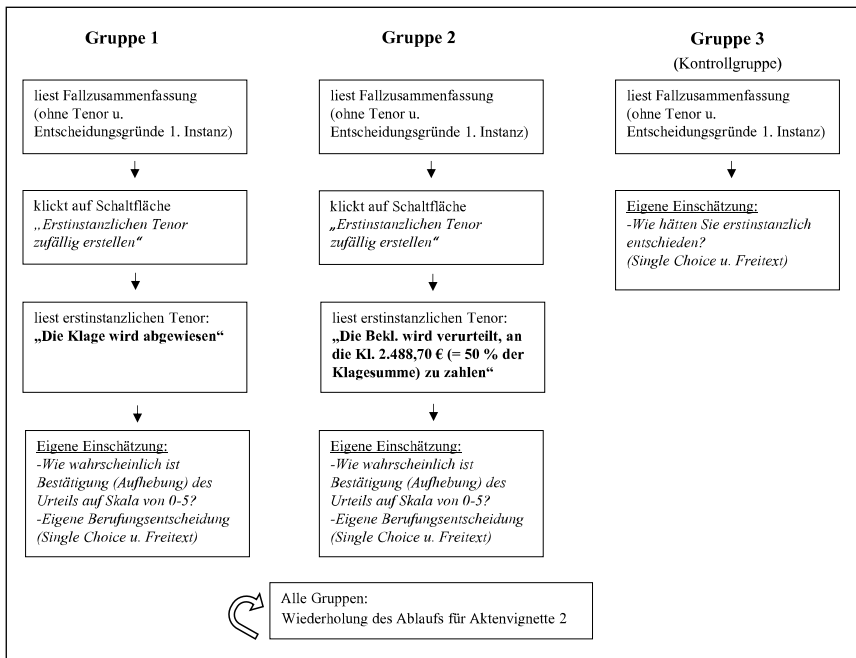 Gruppe 1
liest Fallzusammenfassung
(ohne Tenor u.
Entscheidungsgründe 1. Instanz)
klickt auf Schaltfläche
„Erstinstanzlichen Tenor
zufällig erstellen“
liest erstinstanzlichen Tenor:
„Die Klage wird abgewiesen“
Eigene Einschätzung:
-Wie wahrscheinlich ist
Bestätigung (Aufhebung) des
Urteils auf Skala von 0-5?
-Eigene Berufungsentscheidung
(Single Choice u. Freitext)
Gruppe 2
liest Fallzusammenfassung
(ohne Tenor u.
Entscheidungsgründe 1. Instanz)
klickt auf Schaltfläche
„Erstinstanzlichen Tenor
zufällig erstellen“
liest erstinstanzlichen Tenor:
„Die Bekl. wird verurteilt, an
die Kl. 2.488,70 € (= 50 % der
Klagesumme) zu zahlen“
Eigene Einschätzung:
-Wie wahrscheinlich ist
Bestätigung (Aufhebung) des
Urteils auf Skala von 0-5?
-Eigene Berufungsentscheidung
(Single Choice u. Freitext)
Gruppe 3
(Kontrollgruppe)
liest Fallzusammenfassung
(ohne Tenor u.
Entscheidungsgründe 1. Instanz)
Eigene Einschätzung:
-Wie hätten Sie erstinstanzlich
entschieden?
(Single Choice u. Freitext)
Alle Gruppen:
Wiederholung des Ablaufs für Aktenvignette 2